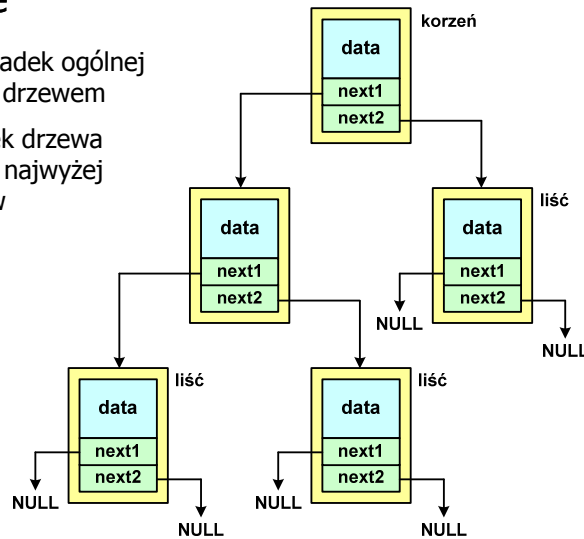 korzeń
data
next1
next2
ogólnej
drzewem
drzewa
najwyżej
liść
data
next1
next2
data
next1
next2
NULL
NULL
liść
data
next1
next2
NULL
NULL
liść
data
next1
next2
NULL
NULL